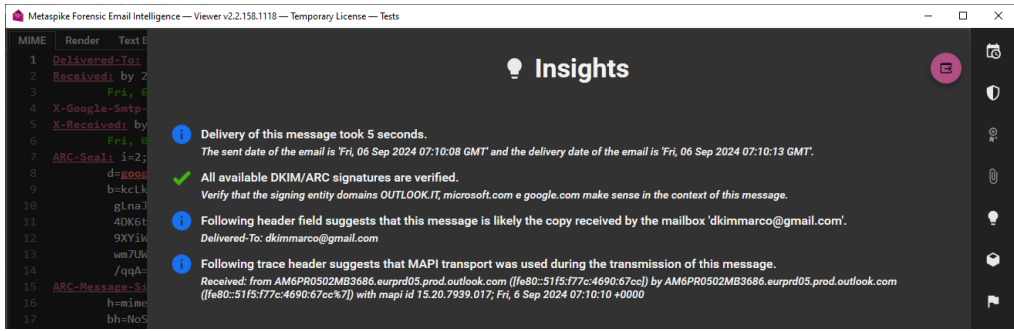 Metaspike Forensic Email Intelligence — Viewer v2.2.158.1118 — Temporary License — Tests
MIME Render Text E
Insights
1 Delivered-To:
2 Received: by 2
3 Fri, 6
4 X-Google-Smtp-
5 X-Received: by
6 Fri, 0
7 ARC-Seal: i=2;
8 d=goog
9 b=kcLk
10 gLnaJ
11 4DK6t
12 9XYiW
13 wm7UW
14 /qqA=
15 ARC-Message-Si
16 h=mime
17 bh=NoS
Delivery of this message took 5 seconds.
The sent date of the email is 'Fri, 06 Sep 2024 07:10:08 GMT' and the delivery date of the email is 'Fri, 06 Sep 2024 07:10:13 GMT'.
All available DKIM/ARC signatures are verified.
Verify that the signing entity domains OUTLOOK.IT, microsoft.com e google.com make sense in the context of this message.
Following header field suggests that this message is likely the copy received by the mailbox 'dkimmarco@gmail.com'.
Delivered-To: dkimmarco@gmail.com
Following trace header suggests that MAPI transport was used during the transmission of this message.
Received: from AM6PR0502MB3686.eurprd05.prod.outlook.com ([fe80::51f5:f77c:4690:67cc]) by AM6PR0502MB3686.eurprd05.prod.outlook.com
([fe80::51f5:f77c:4690:67cc%7]) with mapi id 15.20.7939.017; Fri, 6 Sep 2024 07:10:10 +0000